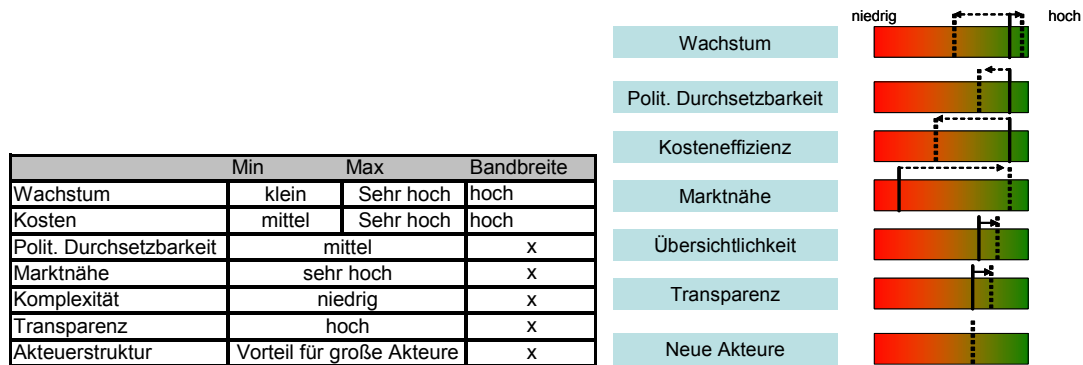 Min Max Bandbreite
Wachstum klein Sehr hoch hoch
Kosten mittel Sehr hoch hoch
Polit. Durchsetzbarkeit mittel x
Marktnähe sehr hoch x
Komplexität niedrig x
Transparenz hoch x
Akteuerstruktur Vorteil für große Akteure x
niedrig hoch
Wachstum
Polit. Durchsetzbarkeit
Kosteneffizienz
Marktnähe
Übersichtlichkeit
Transparenz
Neue Akteure